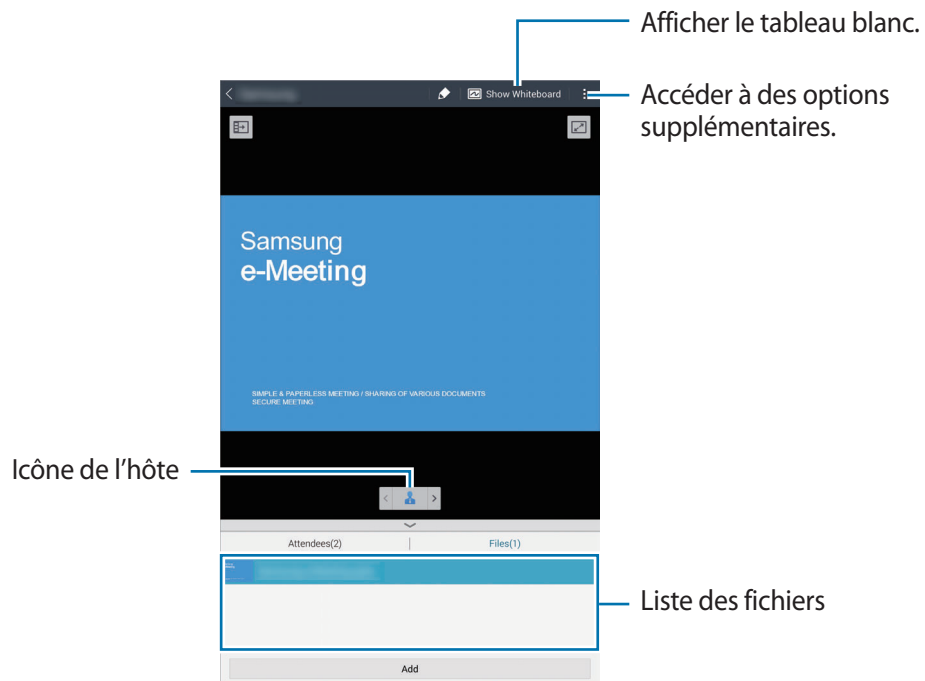 Afficher le tableau blanc.
Show Whiteboard
Accéder à des options
supplémentaires.
Samsung
e-Meeting
SIMPLE & PAPERLESS MEETING / SHARING OF VARIOUS DOCUMENTS
SECURE MEETING
Icône de l’hôte
Attendees(2)
Files(1)
Liste des fichiers
Add